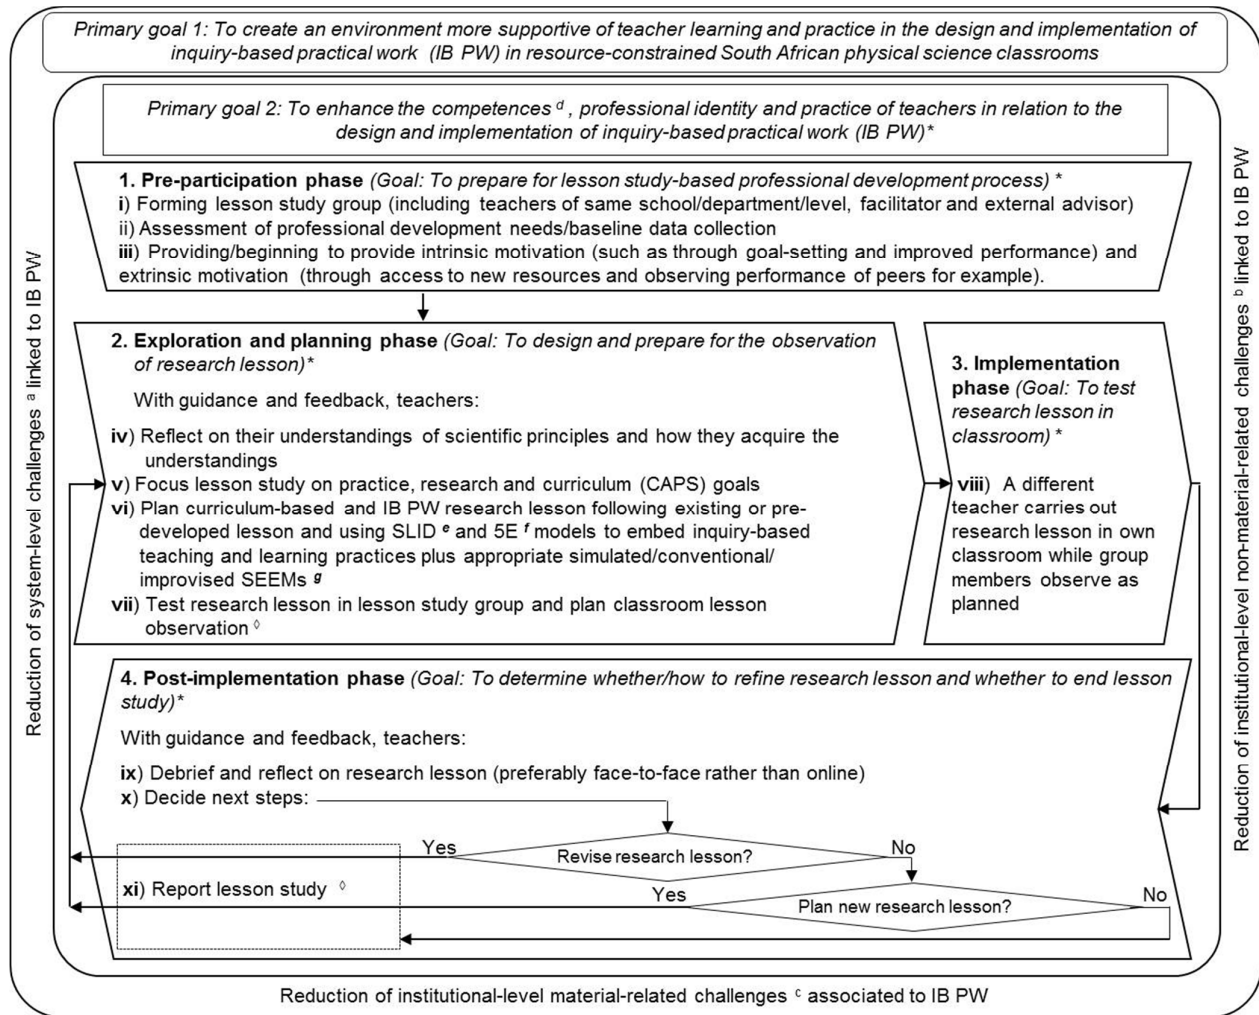 Primary goal 1: To create an environment more supportive of teacher learning and practice in the design and implementation of
inquiry-based practical work (IB PW) in resource-constrained South African physical science classrooms
Primary goal 2: To enhance the competences d , professional identity and practice of teachers in relation to the
design and implementation of inquiry-based practical work (IB PW)*
1. Pre-participation phase (Goal: To prepare for lesson study-based professional development process) *
i) Forming lesson study group (including teachers of same school/department/level, facilitator and external advisor)
ii) Assessment of professional development needs/baseline data collection
iii) Providing/beginning to provide intrinsic motivation (such as through goal-setting and improved performance) and
extrinsic motivation (through access to new resources and observing performance of peers for example).
2. Exploration and planning phase (Goal: To design and prepare for the observation
of research lesson)*
With guidance and feedback, teachers:
iv) Reflect on their understandings of scientific principles and how they acquire the
understandings
v) Focus lesson study on practice, research and curriculum (CAPS) goals
vi) Plan curriculum-based and IB PW research lesson following existing or pre-
developed lesson and using SLID e and 5E f models to embed inquiry-based
teaching and learning practices plus appropriate simulated/conventional/
improvised SEEMs g
vii) Test research lesson in lesson study group and plan classroom lesson
observation ◊
3. Implementation
phase (Goal: To test
research lesson in
classroom) *
viii) A different
teacher carries out
research lesson in own
classroom while group
members observe as
planned
4. Post-implementation phase (Goal: To determine whether/how to refine research lesson and whether to end lesson
study)*
With guidance and feedback, teachers:
ix) Debrief and reflect on research lesson (preferably face-to-face rather than online)
x) Decide next steps:
Yes
Revise research lesson?
No
xi) Report lesson study ◊
Yes
Plan new research lesson?
No
Reduction of system-level challenges a linked to IB PW
Reduction of institutional-level non-material-related challenges b linked to IB PW
Reduction of institutional-level material-related challenges c associated to IB PW